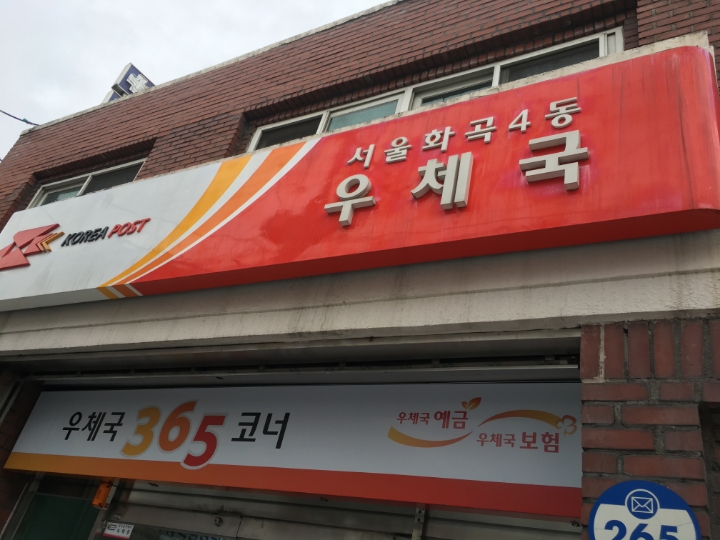 서울화곡4동
우체국
KOREA POST
우체국 365 코너
우체국 예금
우체국 보험
265